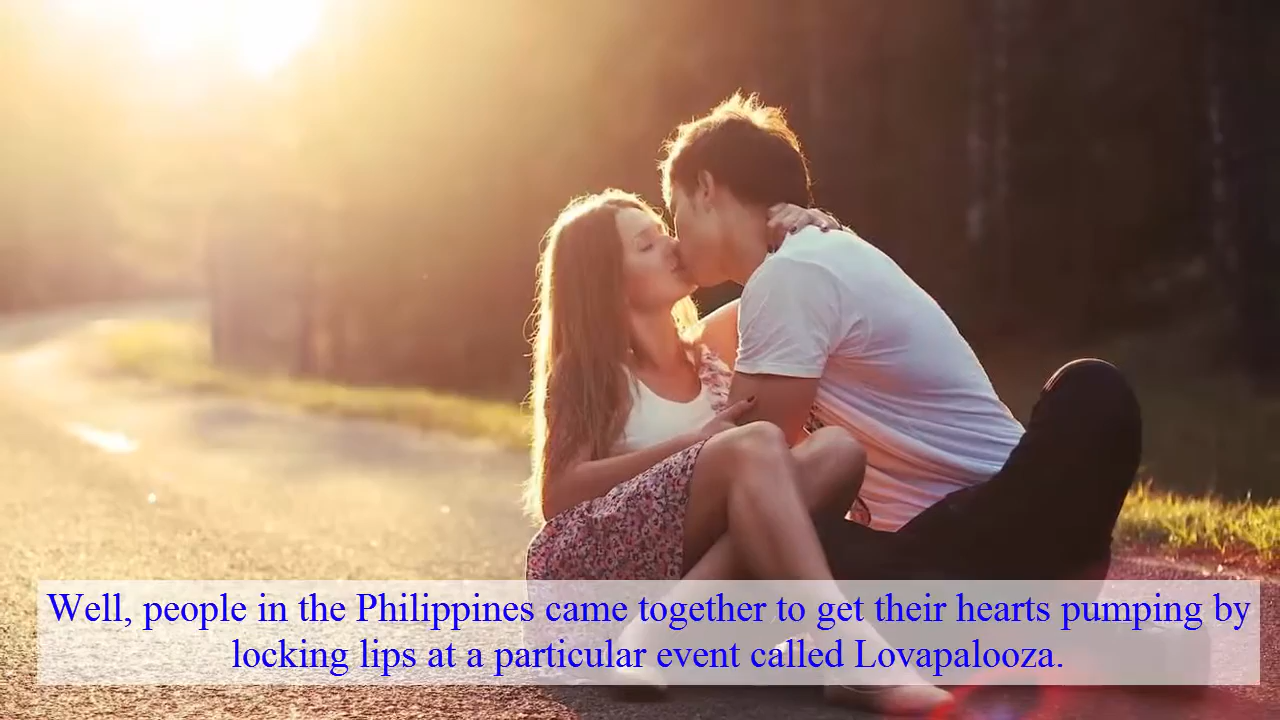 Well, people in the Philippines came together to get their hearts pumping by
locking lips at a particular event called Lovapalooza.